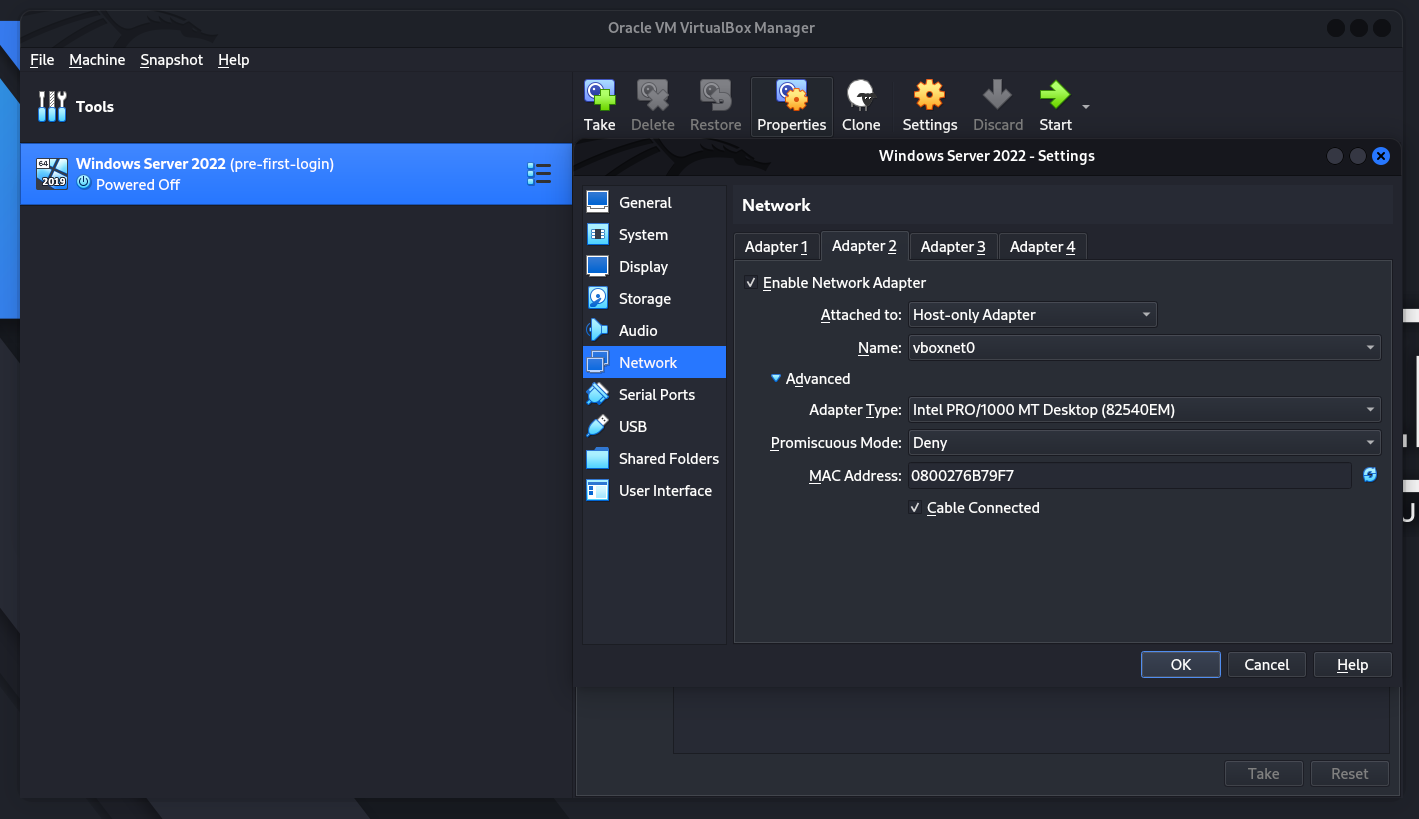 Oracle VM VirtualBox Manager
File Machine Snapshot Help
Tools
Take Delete Restore Properties Clone Settings Discard Start
64
2019
Windows Server 2022 (pre-first-login)
Powered Off
Windows Server 2022 - Settings
General
System
Display
Storage
Audio
Network
Serial Ports
USB
Shared Folders
User Interface
Network
Adapter 1 Adapter 2 Adapter 3 Adapter 4
Enable Network Adapter
Attached to: Host-only Adapter
Name: vboxnet0
Advanced
Adapter Type: Intel PRO/1000 MT Desktop (82540EM)
Promiscuous Mode: Deny
MAC Address: 0800276B79F7
Cable Connected
OK Cancel Help
Take Reset